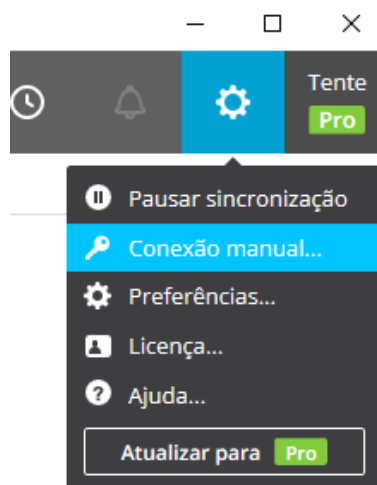 Tente
Pro
Pausar sincronização
Conexão manual...
Preferências...
Licença...
Ajuda...
Atualizar para Pro